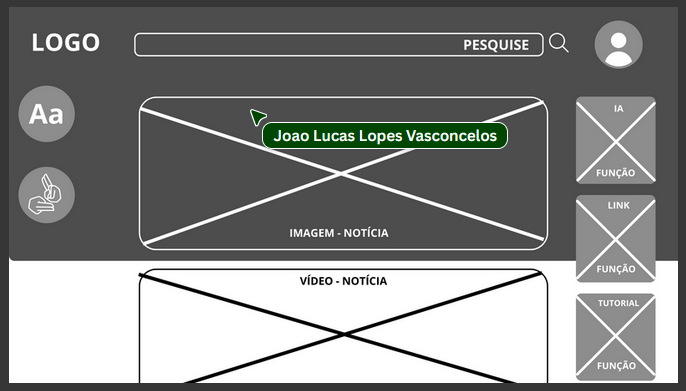 LOGO
PESQUISE
Aa
Joao Lucas Lopes Vasconcelos
IMAGEM - NOTÍCIA
VÍDEO - NOTÍCIA
IA
FUNÇÃO
LINK
FUNÇÃO
TUTORIAL
FUNÇÃO